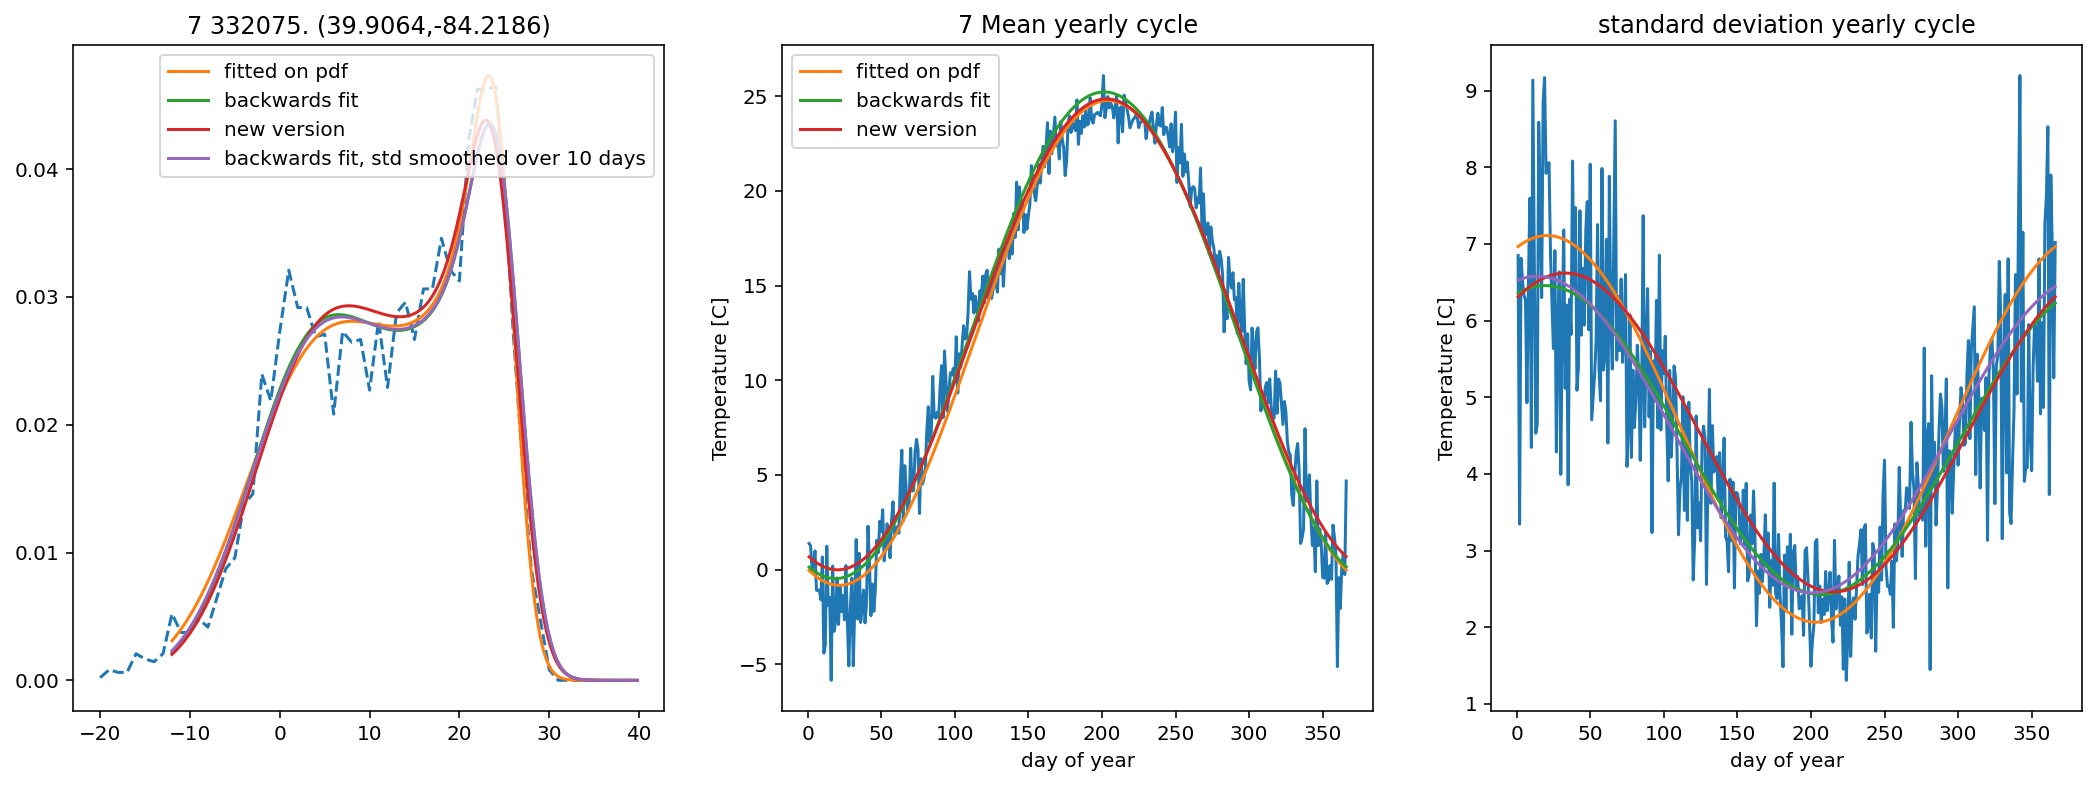 7 332075. (39.9064,-84.2186)
fitted on pdf
backwards fit
new version
backwards fit, std smoothed over 10 days
0.04
0.03
0.02
0.01
0.00
−20 −10 0 10 20 30 40
7 Mean yearly cycle
fitted on pdf
backwards fit
new version
Temperature [C]
25
20
15
10
5
0
−5
0 50 100 150 200 250 300 350
day of year
standard deviation yearly cycle
Temperature [C]
9
8
7
6
5
4
3
2
1
0 50 100 150 200 250 300 350
day of year